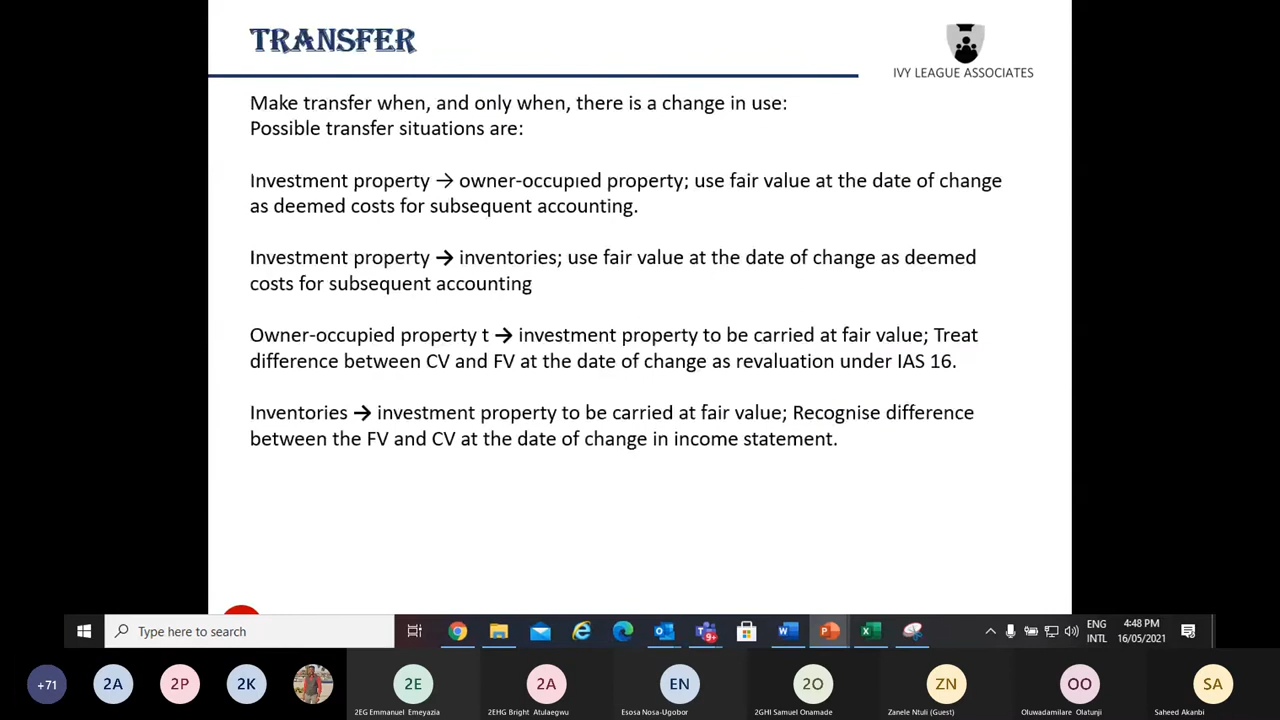 TRANSFER
IVY LEAGUE ASSOCIATES
Make transfer when, and only when, there is a change in use:
Possible transfer situations are:
Investment property → owner-occupied property; use fair value at the date of change
as deemed costs for subsequent accounting.
Investment property → inventories; use fair value at the date of change as deemed
costs for subsequent accounting
Owner-occupied property t → investment property to be carried at fair value; Treat
difference between CV and FV at the date of change as revaluation under IAS 16.
Inventories → investment property to be carried at fair value; Recognise difference
between the FV and CV at the date of change in income statement.
Type here to search
9+
ENG
INTL
4:48 PM
16/05/2021
+71
2A
2P
2K
2E
2A
EN
2O
ZN
OO
SA
2EG Emmanuel Emeyazia
2EHG Bright Atulaegwu
Esosa Nosa-Ugobor
2GHI Samuel Onamade
Zanele Ntuli (Guest)
Oluwadamilare Olatunji
Saheed Akanbi